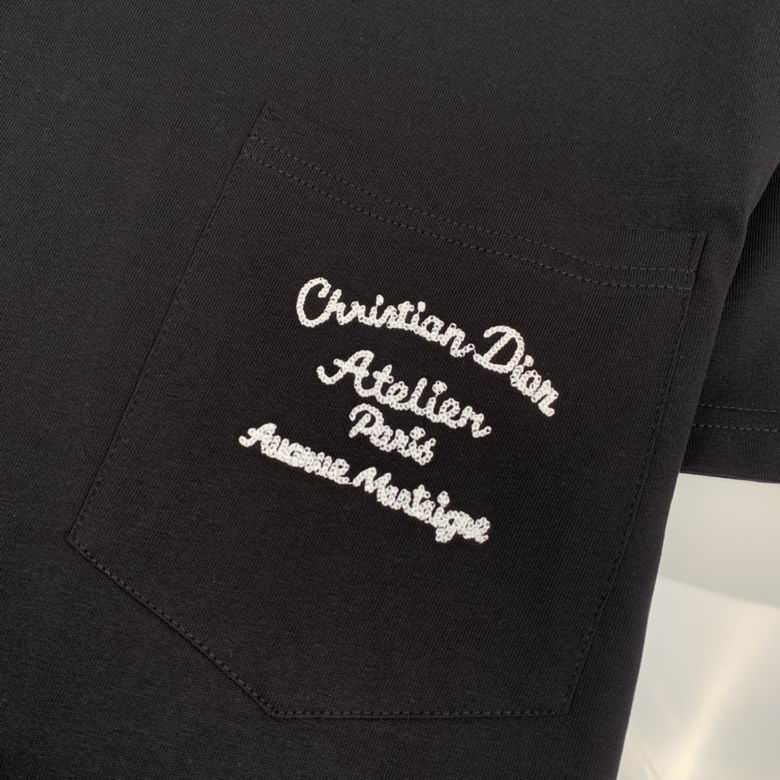 Christian Dior
Atelier
Paris
Avenue Montaigne